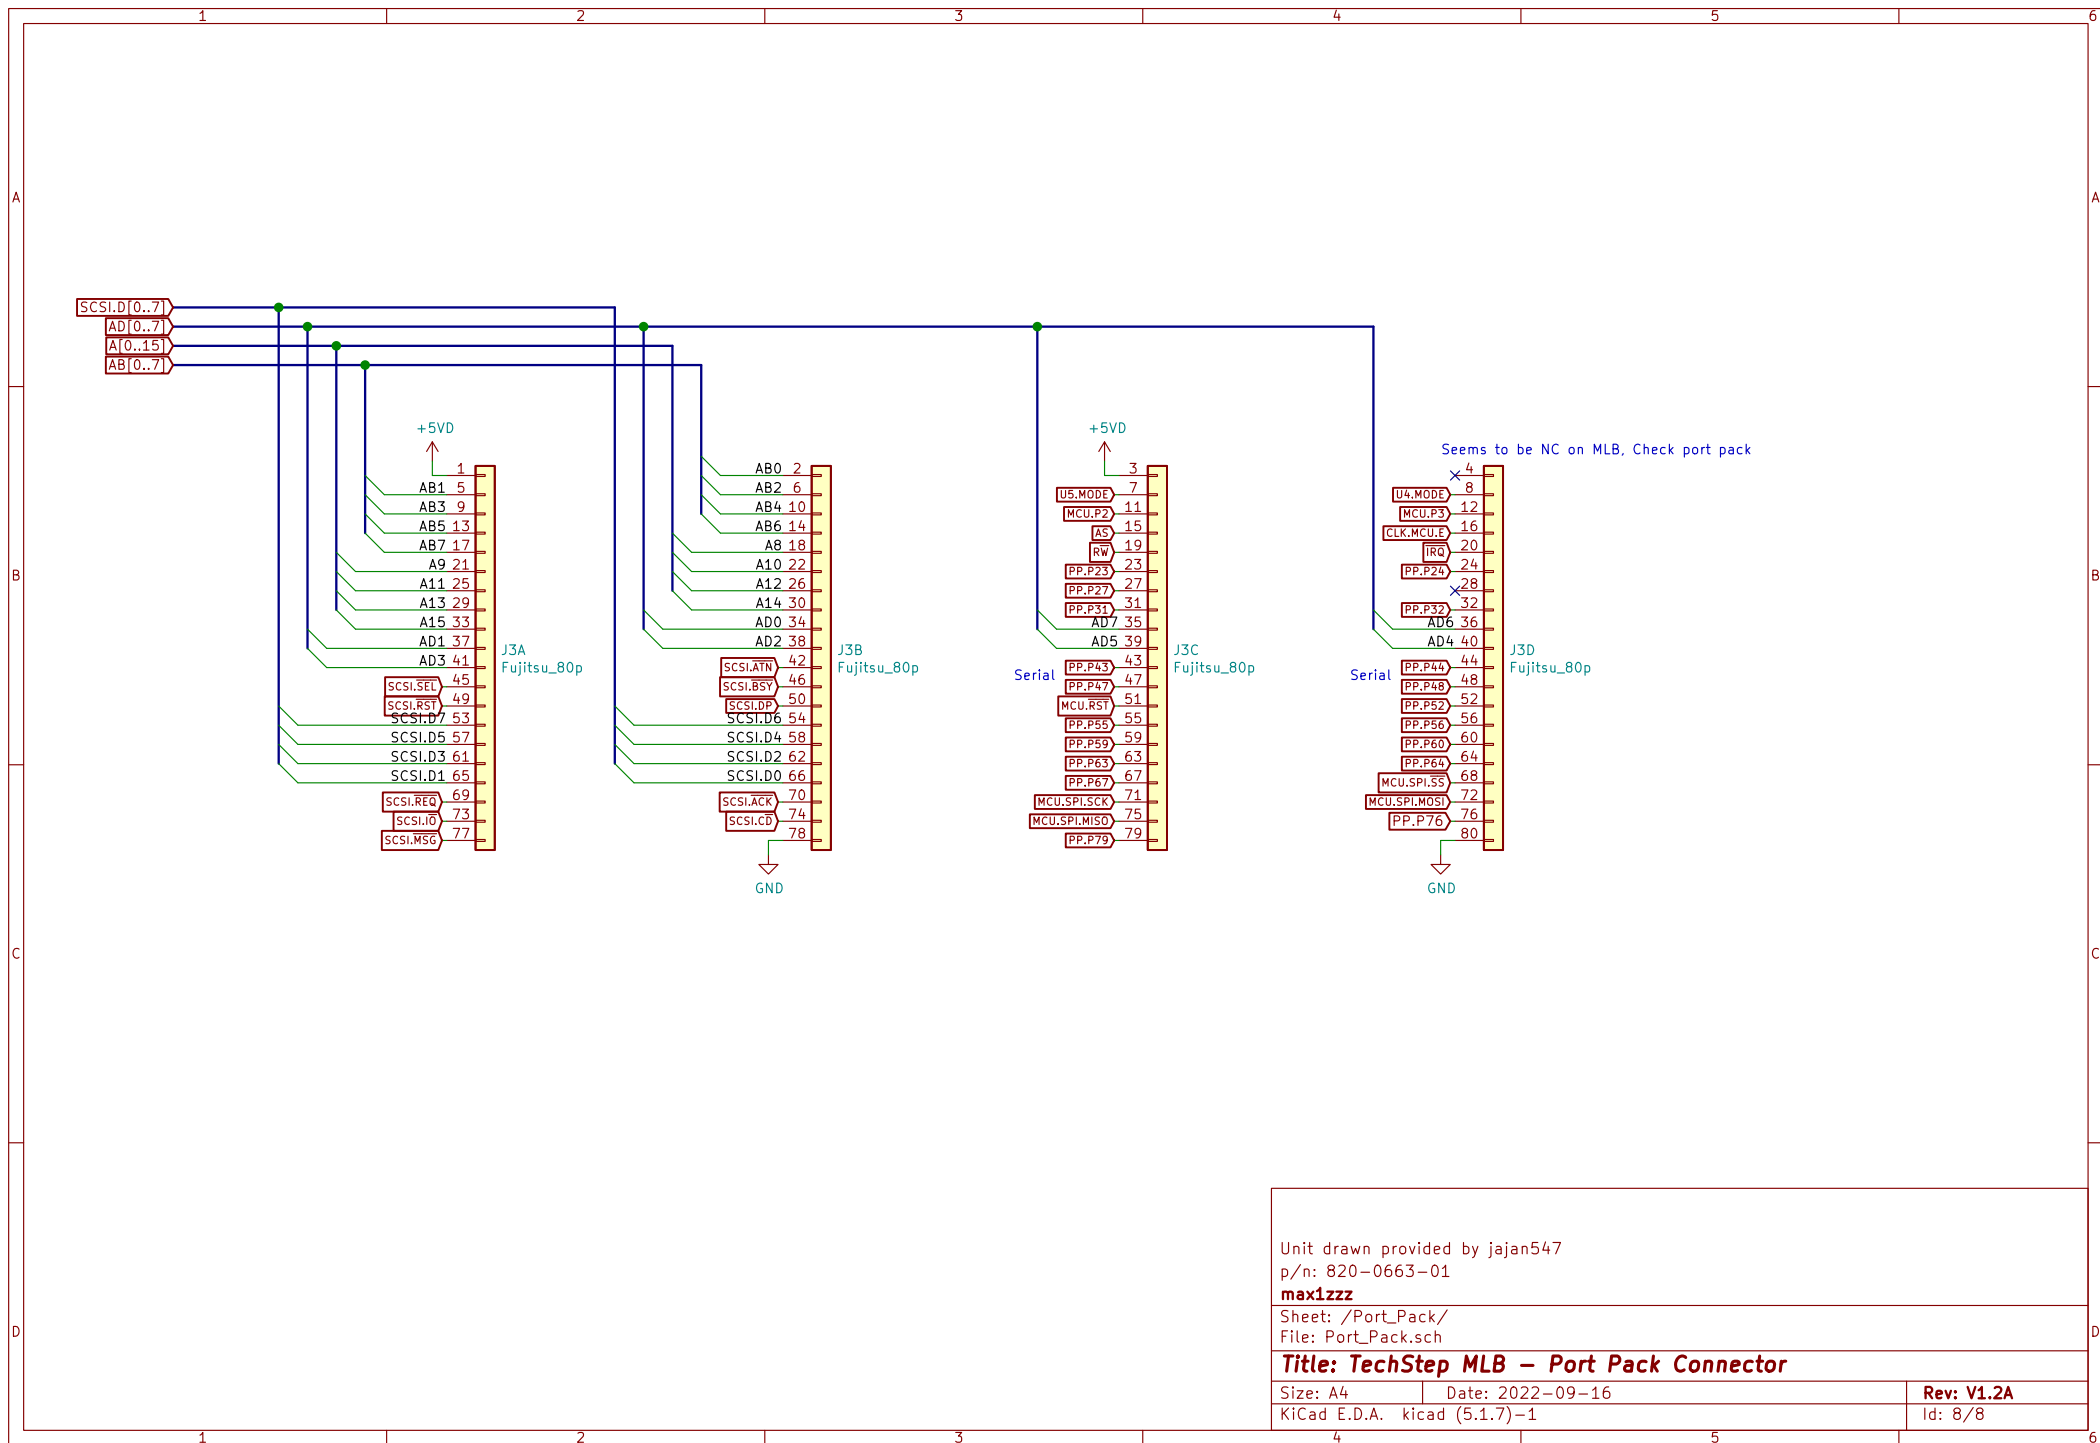 1 2 3 4 5 6
A A
SCSI.D[0..7]
AD[0..7]
A[0..15]
AB[0..7]
B B
+5VD
1
AB1 5
AB3 9
AB5 13
AB7 17
A9 21
A11 25
A13 29
A15 33
AD1 37
AD3 41
SCSI.SEL 45
SCSI.RST 49
SCSI.D7 53
SCSI.D5 57
SCSI.D3 61
SCSI.D1 65
SCSI.REQ 69
SCSI.IO 73
SCSI.MSG 77
J3A
Fujitsu_80p
AB0 2
AB2 6
AB4 10
AB6 14
A8 18
A10 22
A12 26
A14 30
AD0 34
AD2 38
SCSI.ATN 42
SCSI.BSY 46
SCSI.DP 50
SCSI.D6 54
SCSI.D4 58
SCSI.D2 62
SCSI.D0 66
SCSI.ACK 70
SCSI.CD 74
78
GND
J3B
Fujitsu_80p
+5VD
3
U5.MODE 7
MCU.P2 11
AS 15
RW 19
PP.P23 23
PP.P27 27
PP.P31 31
AD7 35
AD5 39
PP.P43 43
Serial
PP.P47 47
MCU.RST 51
PP.P55 55
PP.P59 59
PP.P63 63
PP.P67 67
MCU.SPI.SCK 71
MCU.SPI.MISO 75
PP.P79 79
J3C
Fujitsu_80p
Seems to be NC on MLB, Check port pack
4
U4.MODE 8
MCU.P3 12
CLK.MCU.E 16
IRQ 20
PP.P24 24
28
PP.P32 32
AD6 36
AD4 40
PP.P44 44
Serial
PP.P48 48
PP.P52 52
PP.P56 56
PP.P60 60
PP.P64 64
MCU.SPI.SS 68
MCU.SPI.MOSI 72
PP.P76 76
80
GND
J3D
Fujitsu_80p
C C
Unit drawn provided by jajan547
p/n: 820-0663-01
max1zzz
Sheet: /Port_Pack/
File: Port_Pack.sch
D D
Title: TechStep MLB - Port Pack Connector
Size: A4 Date: 2022-09-16 Rev: V1.2A
KiCad E.D.A. kicad (5.1.7)-1 Id: 8/8
1 2 3 4 5 6